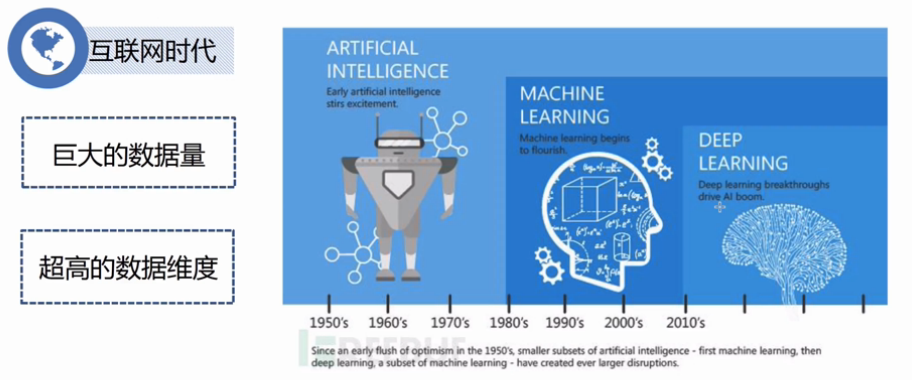 互联网时代
巨大的数据量
超高的数据维度
ARTIFICIAL
INTELLIGENCE
Early artificial intelligence
stirs excitement.
MACHINE
LEARNING
Machine learning begins
to flourish.
DEEP
LEARNING
Deep learning breakthroughs
drive AI boom.
1950's 1960's 1970's 1980's 1990's 2000's 2010's
Since an early flush of optimism in the 1950's, smaller subsets of artificial intelligence - first machine learning, then
deep learning, a subset of machine learning - have created ever larger disruptions.